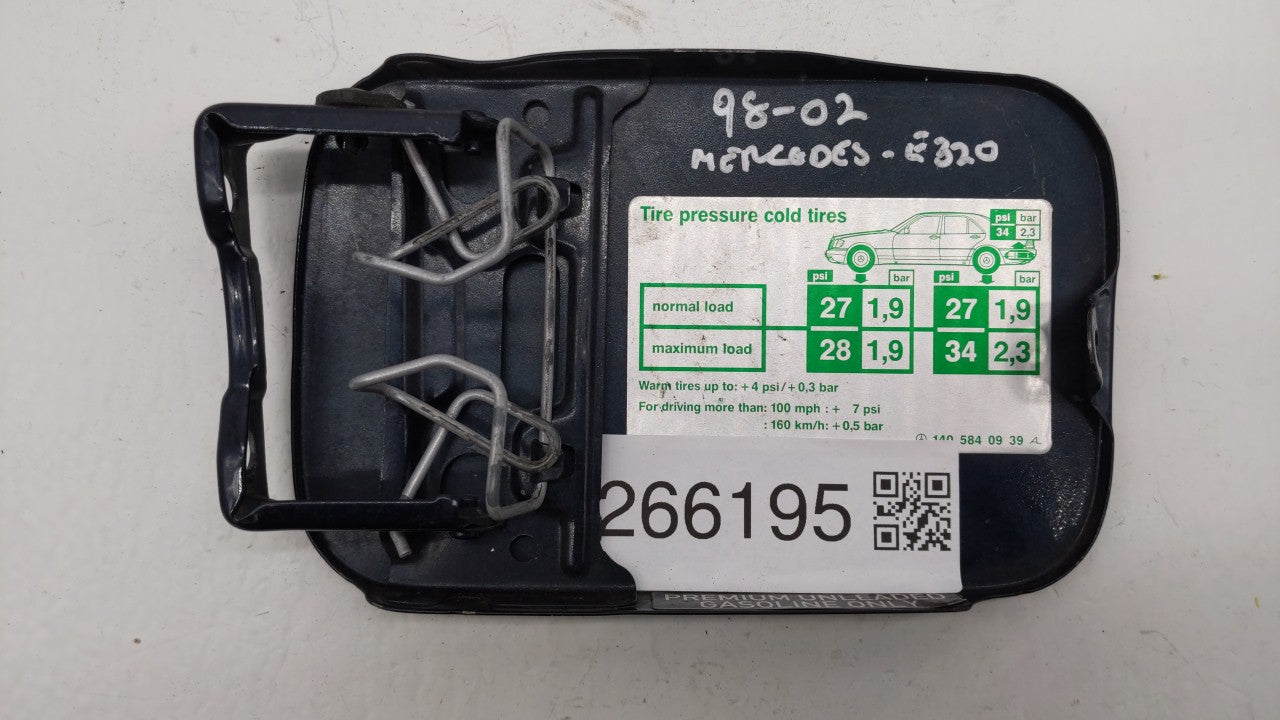 98-02
MERCEDES - E320
Tire pressure cold tires
psi bar
34 2,3
psi bar psi bar
normal load 27 1,9 27 1,9
maximum load 28 1,9 34 2,3
Warm tires up to: + 4 psi / + 0,3 bar
For driving more than: 100 mph : + 7 psi
: 160 km/h: + 0,5 bar
140 584 09 39
266195
PREMIUM UNLEADED
GASOLINE ONLY